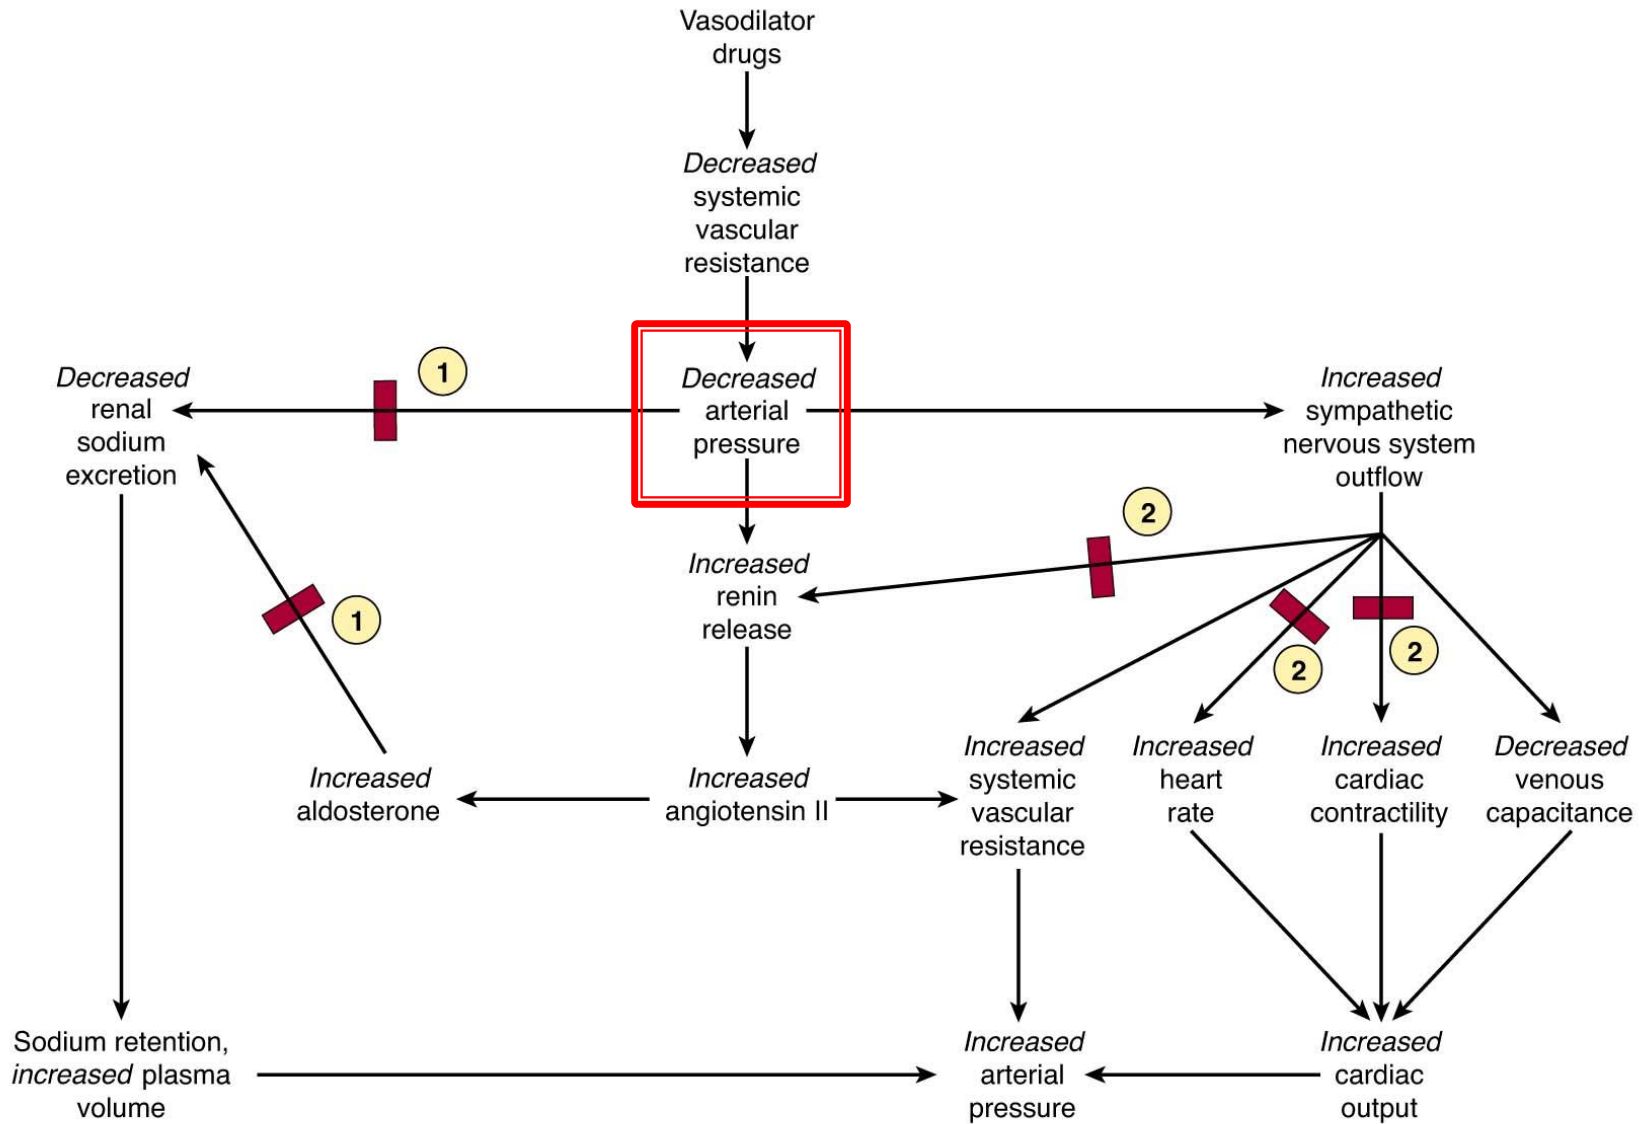 Vasodilator
drugs
Decreased
systemic
vascular
resistance
Decreased
renal
sodium
excretion
1
Decreased
arterial
pressure
Increased
sympathetic
nervous system
outflow
2
Increased
renin
release
1
2
2
Increased
aldosterone
Increased
angiotensin II
Increased
systemic
vascular
resistance
Increased
heart
rate
Increased
cardiac
contractility
Decreased
venous
capacitance
Sodium retention,
increased plasma
volume
Increased
arterial
pressure
Increased
cardiac
output